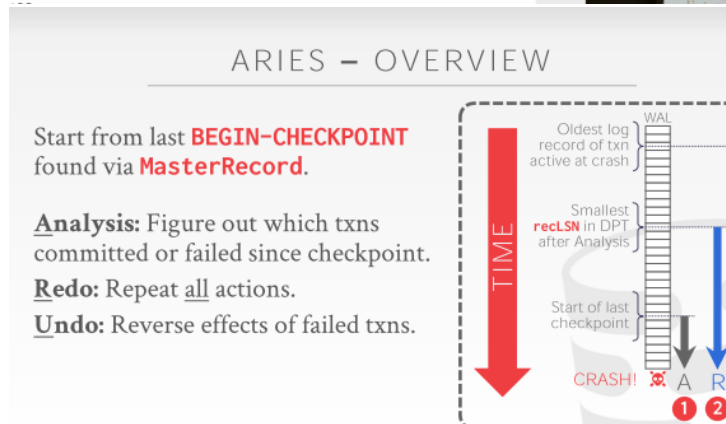 ARIES – OVERVIEW
Start from last BEGIN-CHECKPOINT
found via MasterRecord.
Analysis: Figure out which txns
committed or failed since checkpoint.
Redo: Repeat all actions.
Undo: Reverse effects of failed txns.
TIME
WAL
Oldest log
record of txn
active at crash
Smallest
recLSN in DPT
after Analysis
Start of last
checkpoint
CRASH!
A
R
1
2